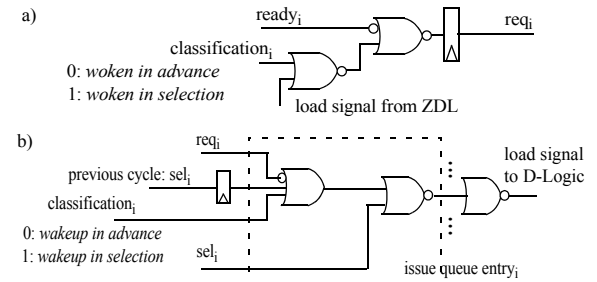 a)
ready_i
req_i
classification_i
0: woken in advance
1: woken in selection
load signal from ZDL
b)
req_i
load signal
to D-Logic
previous cycle: sel_i
classification_i
0: wakeup in advance
1: wakeup in selection
sel_i
issue queue entry_i